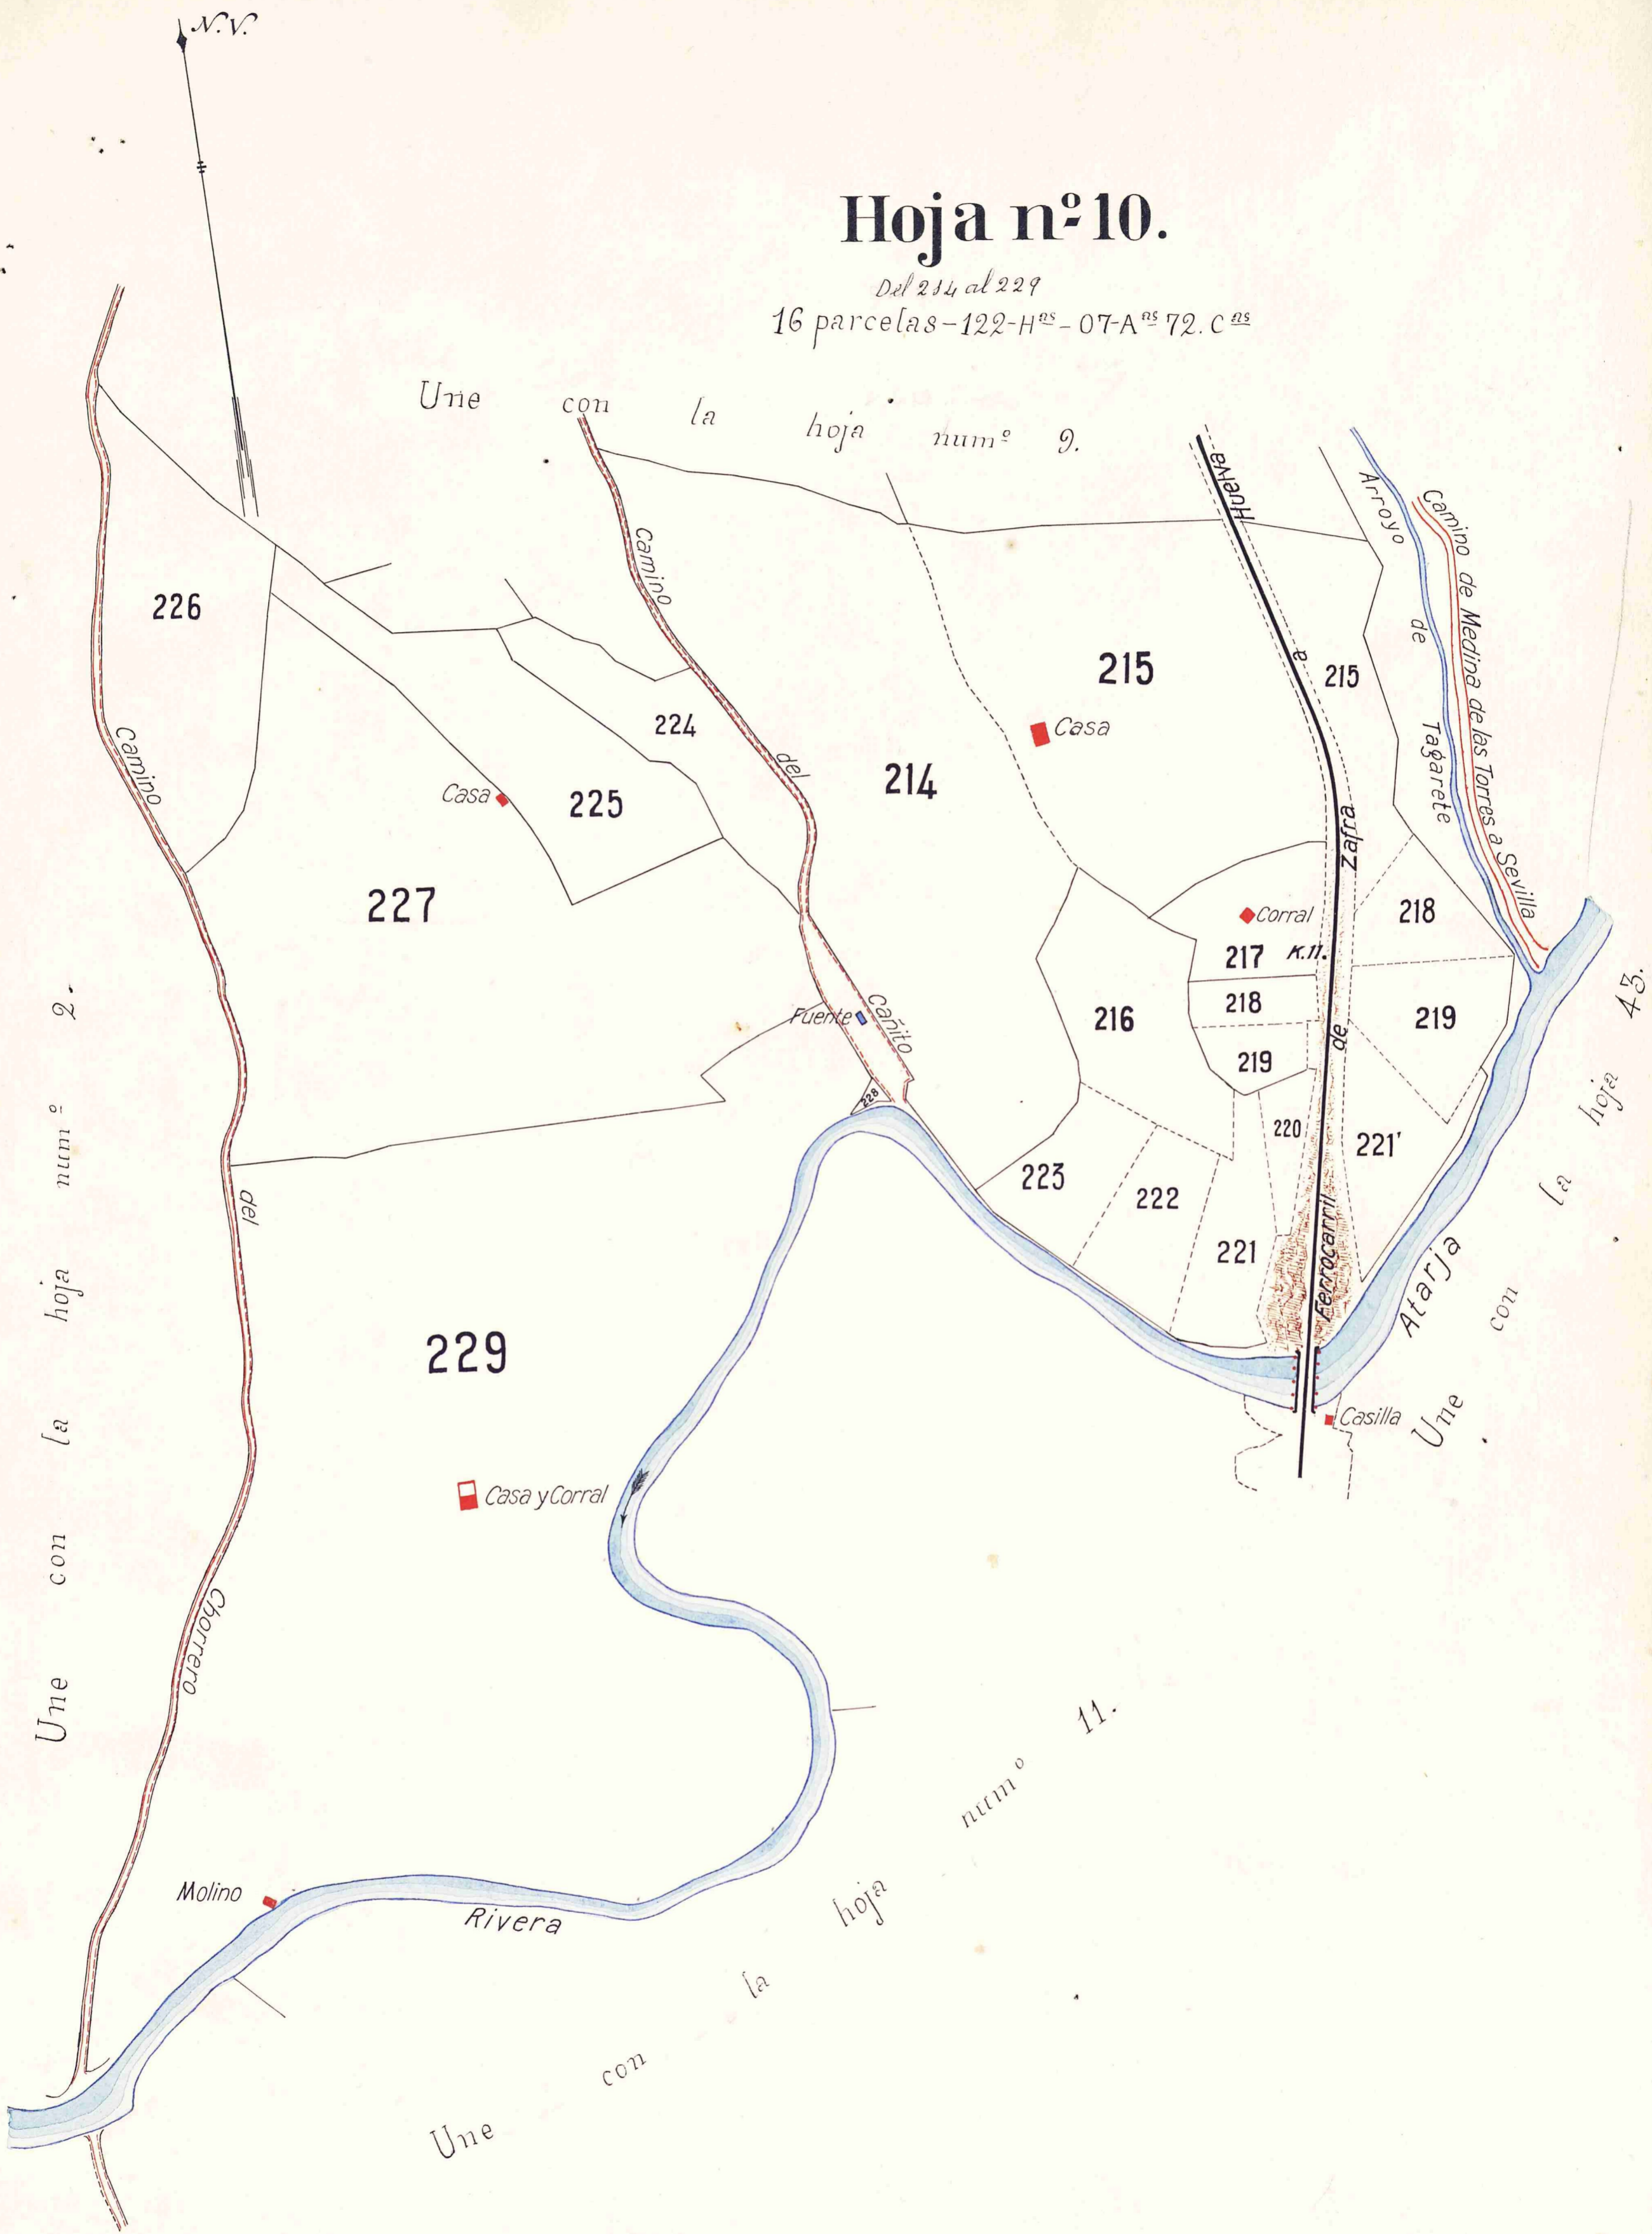 N.V.
Hoja nº 10.
Del 214 al 229
16 parcelas-122-Hᵃˢ-07-Aᵃˢ 72. Cᵃˢ
Une con la hoja numº 9.
Une con la hoja numº 2.
Une con la hoja 43.
Une con la hoja numº 11.
Camino del Chorrero
Camino del Cañito
Ferrocarril de Zafra a Huelva
Arroyo de Tagarete
Camino de Medina de las Torres a Sevilla
226
224
225
Casa
227
214
215
Casa
215
Corral
217 K.11.
218
218
219
219
216
Fuente
228
220
221'
223
222
221
229
Casa y Corral
Casilla
Molino
Rivera
Atarja